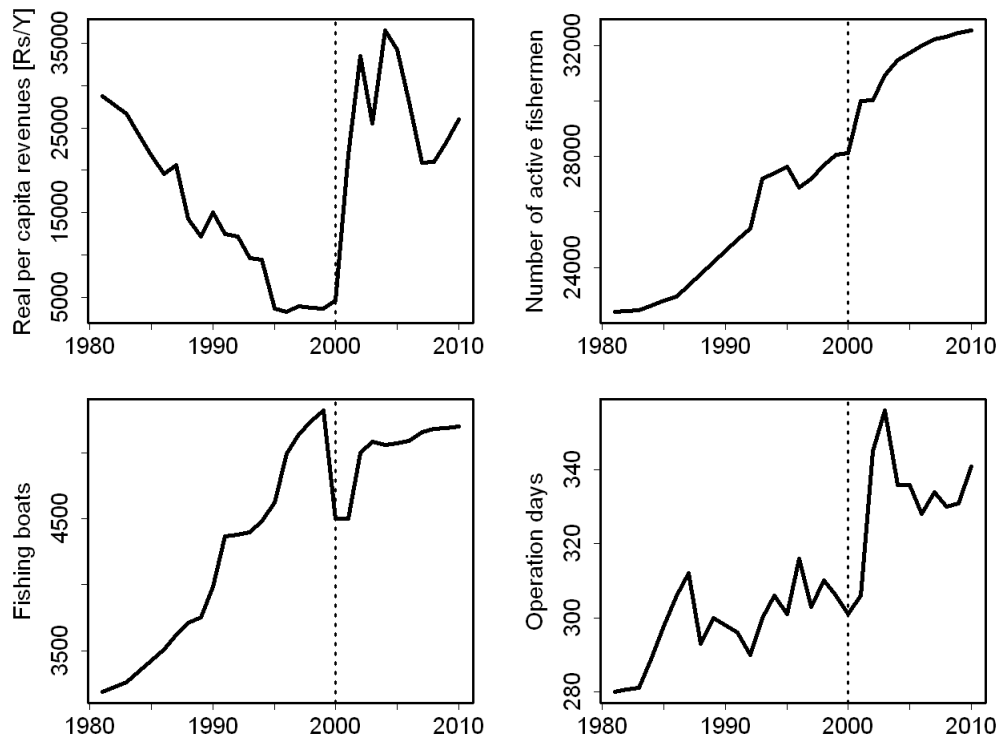 Real per capita revenues [Rs/Y]
35000
25000
15000
5000
1980 1990 2000 2010
Number of active fishermen
32000
28000
24000
1980 1990 2000 2010
Fishing boats
4500
3500
1980 1990 2000 2010
Operation days
340
320
300
280
1980 1990 2000 2010